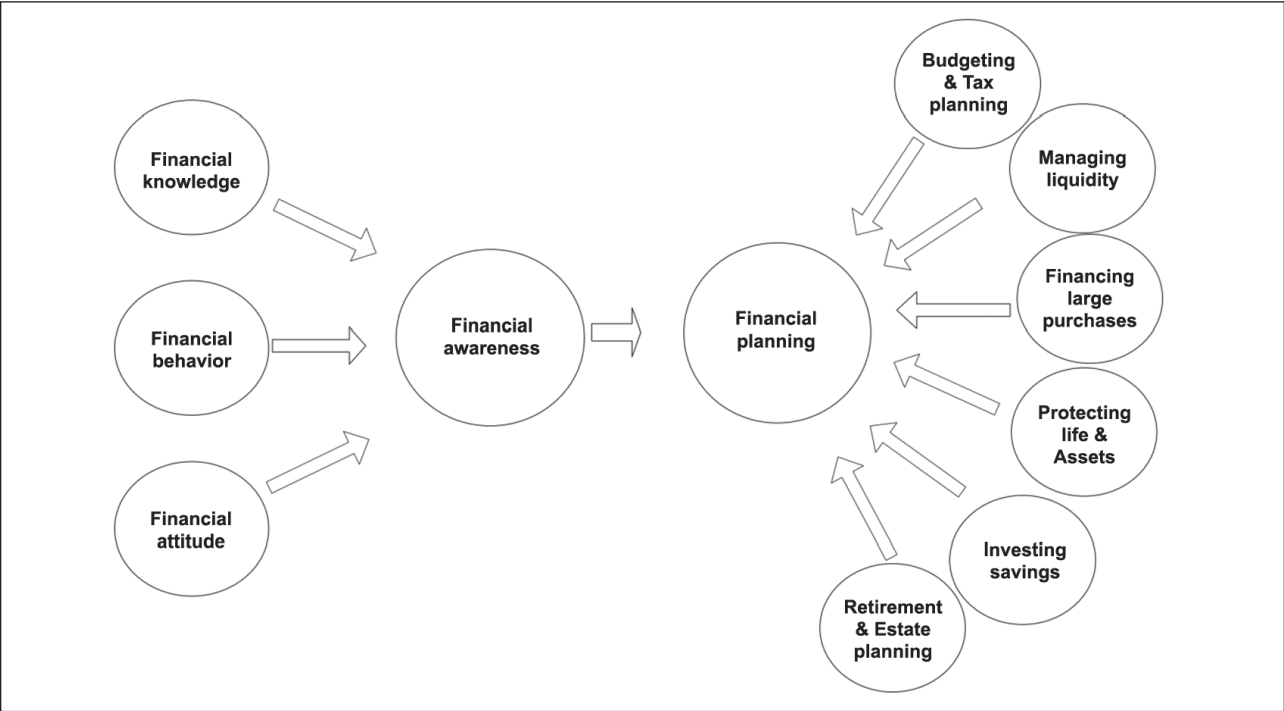 Financial
knowledge
Financial
behavior
Financial
attitude
Financial
awareness
Financial
planning
Budgeting
& Tax
planning
Managing
liquidity
Financing
large
purchases
Protecting
life &
Assets
Investing
savings
Retirement
& Estate
planning